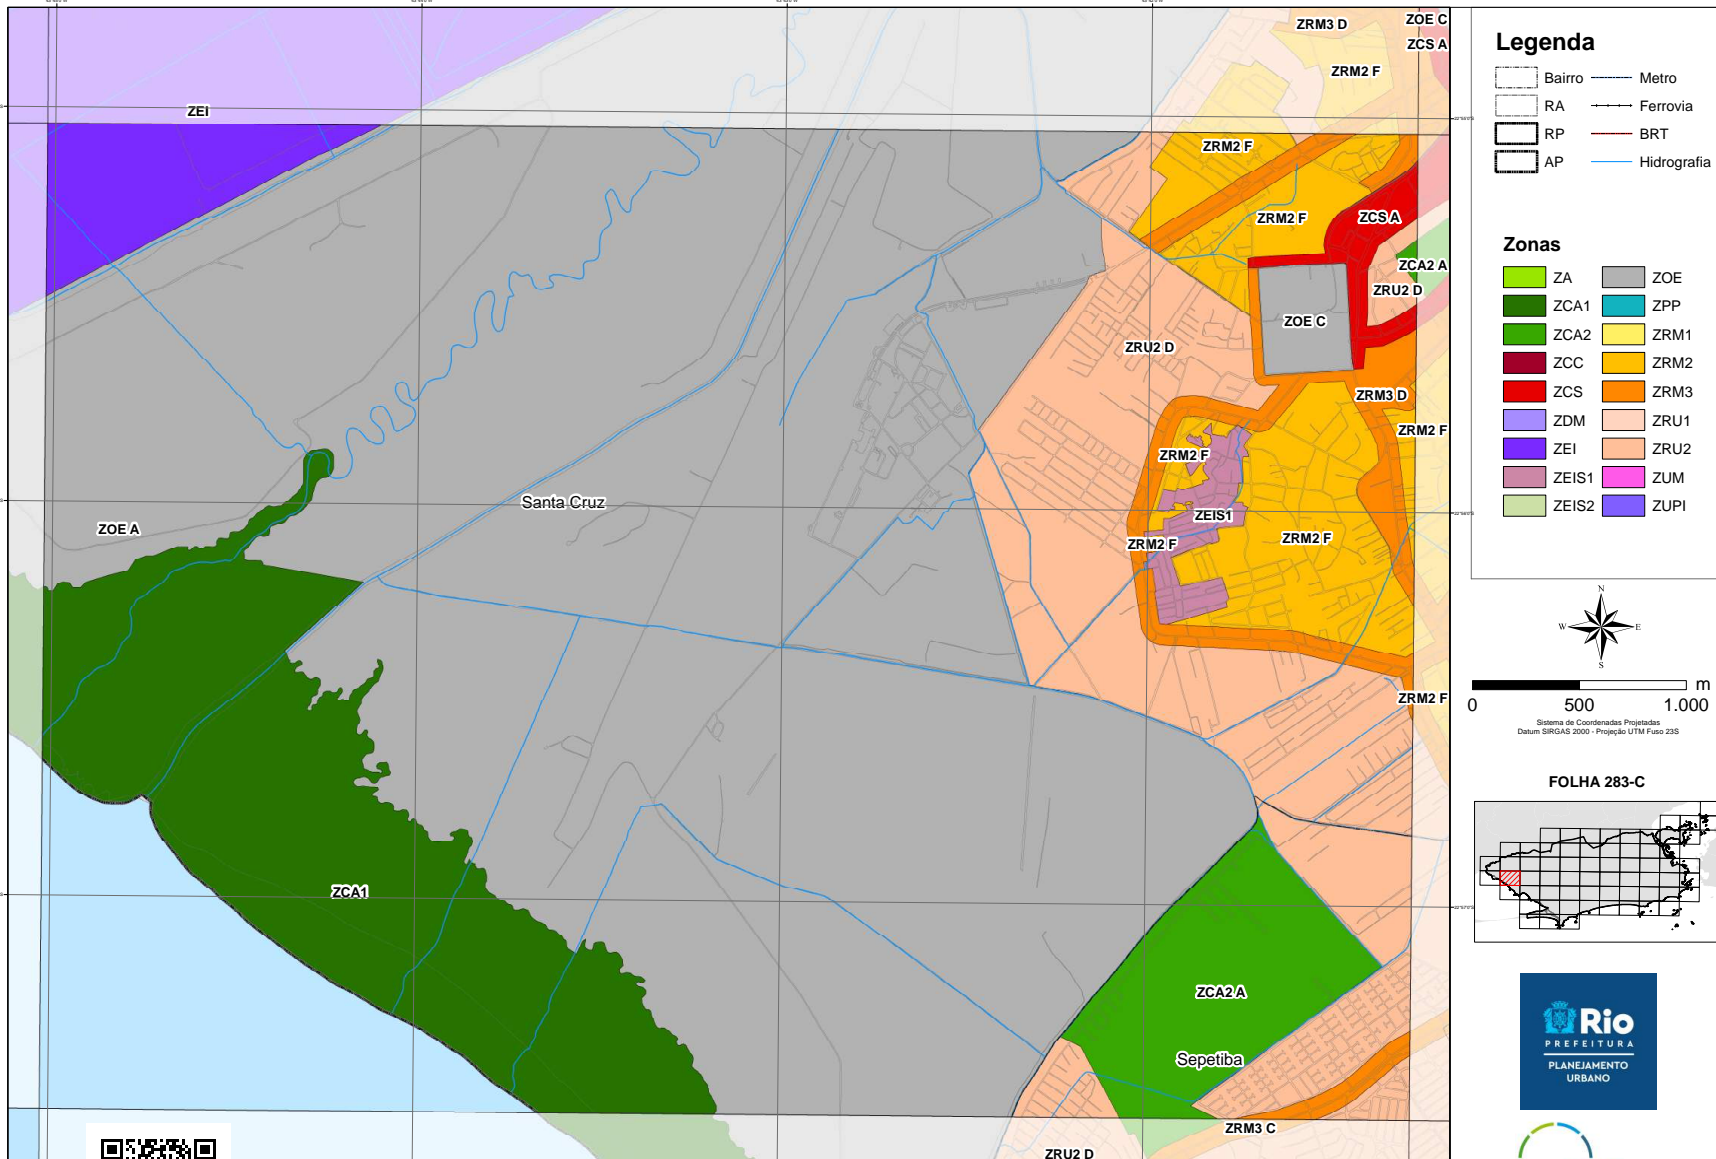 ZRM3 D
ZOE C
ZCS A
ZRM2 F
ZEI
ZRM2 F
ZRM2 F
ZCS A
ZCA2 A
ZRU2 D
ZOE C
ZRU2 D
ZRM3 D
ZRM2 F
ZRM2 F
Santa Cruz
ZEIS1
ZOE A
ZRM2 F
ZRM2 F
ZRM2 F
ZCA1
ZCA2 A
Sepetiba
ZRM3 C
ZRU2 D
Legenda
Bairro
Metro
RA
Ferrovia
RP
BRT
AP
Hidrografia
Zonas
ZA
ZOE
ZCA1
ZPP
ZCA2
ZRM1
ZCC
ZRM2
ZCS
ZRM3
ZDM
ZRU1
ZEI
ZRU2
ZEIS1
ZUM
ZEIS2
ZUPI
N
W
E
S
m
0 500 1.000
Sistema de Coordenadas Projetadas
Datum SIRGAS 2000 - Projeção UTM Fuso 23S
FOLHA 283-C
Rio
PREFEITURA
PLANEJAMENTO
URBANO